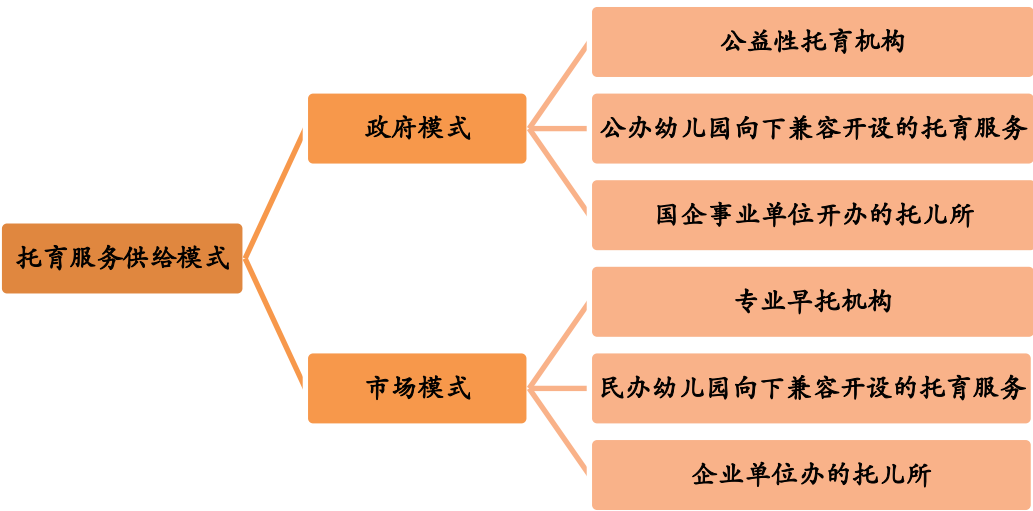 托育服务供给模式
政府模式
公益性托育机构
公办幼儿园向下兼容开设的托育服务
国企事业单位开办的托儿所
市场模式
专业早托机构
民办幼儿园向下兼容开设的托育服务
企业单位办的托儿所